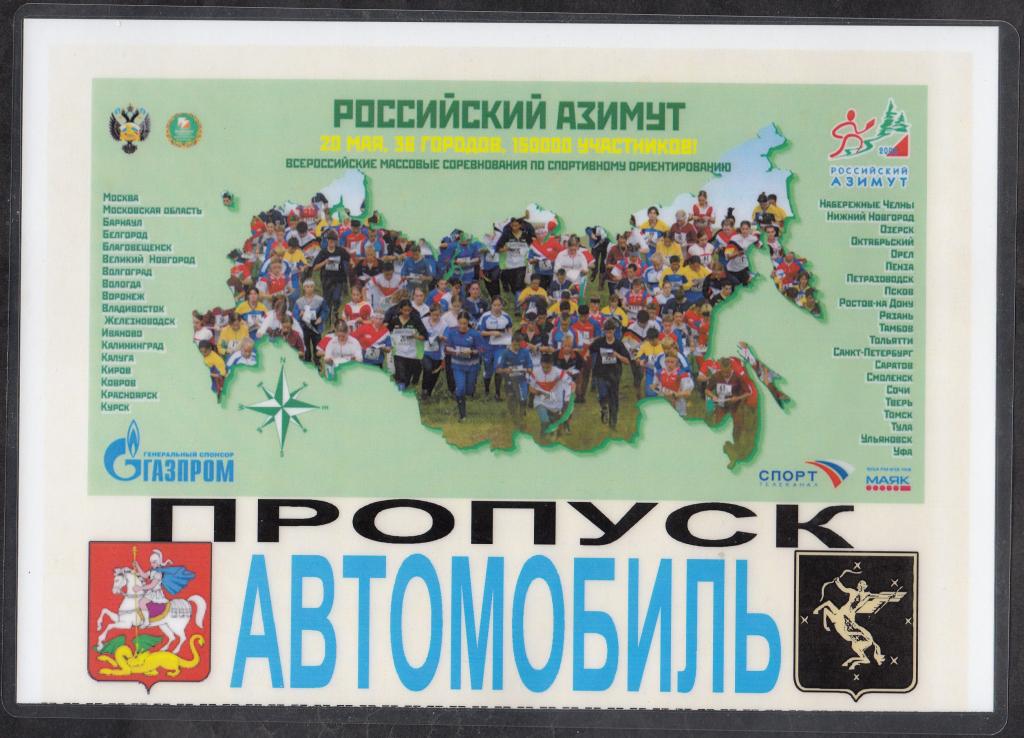 РОССИЙСКИЙ АЗИМУТ
20 МАЯ, 38 ГОРОДОВ, 150000 УЧАСТНИКОВ!
ВСЕРОССИЙСКИЕ МАССОВЫЕ СОРЕВНОВАНИЯ ПО СПОРТИВНОМУ ОРИЕНТИРОВАНИЮ
РОССИЙСКИЙ
АЗИМУТ
Москва
Московская область
Барнаул
Белгород
Благовещенск
Великий Новгород
Волгоград
Вологда
Воронеж
Владивосток
Железноводск
Иваново
Калининград
Калуга
Киров
Ковров
Красноярск
Курск
Набережные Челны
Нижний Новгород
Озерск
Октябрьский
Орел
Пенза
Петразоводск
Псков
Ростов-на Дону
Рязань
Тамбов
Тольятти
Санкт-Петербург
Саратов
Смоленск
Сочи
Тверь
Томск
Тула
Ульяновск
Уфа
N
ГЕНЕРАЛЬНЫЙ СПОНСОР
ГАЗПРОМ
СПОРТ
ТЕЛЕКАНАЛ
МАЯК
ПРОПУСК
АВТОМОБИЛЬ